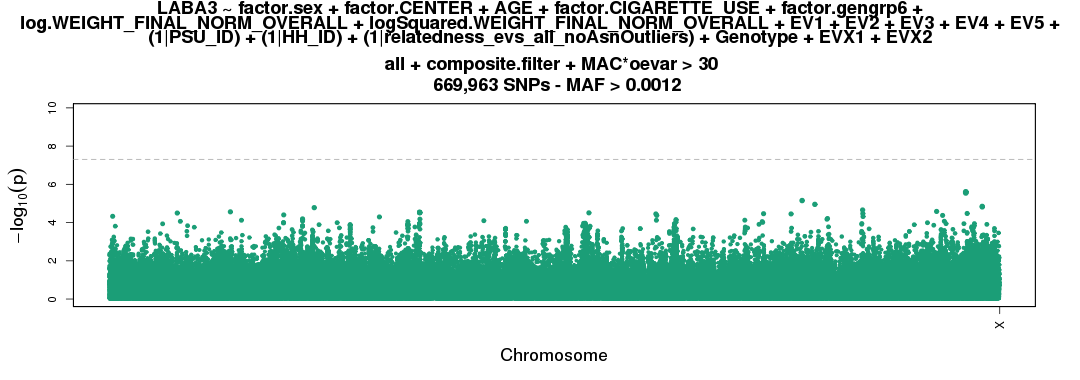 LABA3 ~ factor.sex + factor.CENTER + AGE + factor.CIGARETTE_USE + factor.gengrp6 +
log.WEIGHT_FINAL_NORM_OVERALL + logSquared.WEIGHT_FINAL_NORM_OVERALL + EV1 + EV2 + EV3 + EV4 + EV5 +
(1|PSU_ID) + (1|HH_ID) + (1|relatedness_evs_all_noAsnOutliers) + Genotype + EVX1 + EVX2
all + composite.filter + MAC*oevar > 30
669,963 SNPs - MAF > 0.0012
10
8
6
4
2
0
−log10(p)
X
Chromosome